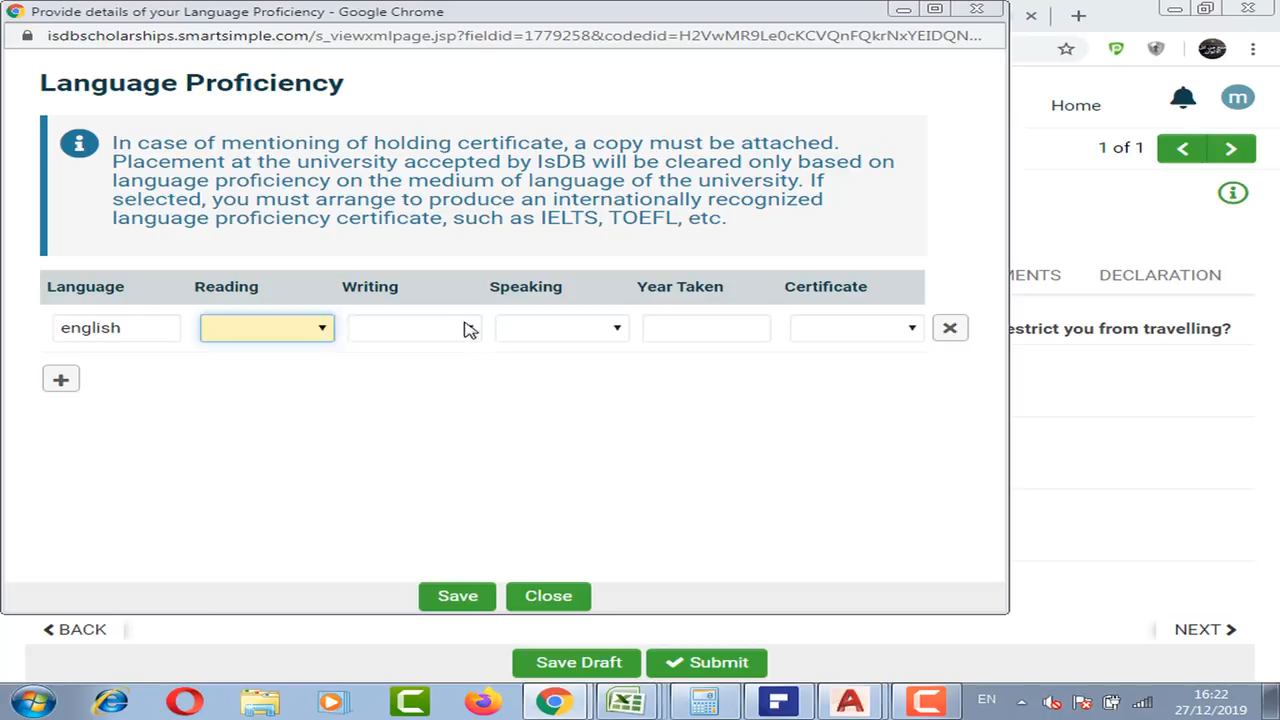 Provide details of your Language Proficiency - Google Chrome
isdbscholarships.smartsimple.com/s_viewxmlpage.jsp?fieldid=1779258&codedid=H2VwMR9Le0cKCVQnFQkrNxYEIDQN...
Home
m
1 of 1
Language Proficiency
In case of mentioning of holding certificate, a copy must be attached.
Placement at the university accepted by IsDB will be cleared only based on
language proficiency on the medium of language of the university. If
selected, you must arrange to produce an internationally recognized
language proficiency certificate, such as IELTS, TOEFL, etc.
MENTS DECLARATION
Language Reading Writing Speaking Year Taken Certificate
english
estrict you from travelling?
Save Close
BACK NEXT
Save Draft Submit
EN 16:22
27/12/2019